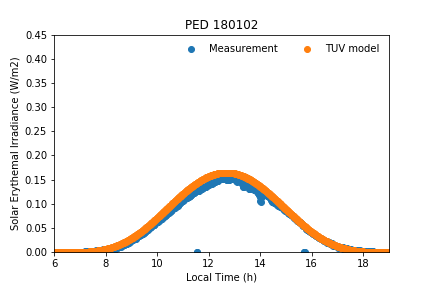 PED 180102
Measurement
TUV model
Solar Erythemal Irradiance (W/m2)
0.45
0.40
0.35
0.30
0.25
0.20
0.15
0.10
0.05
0.00
6 8 10 12 14 16 18
Local Time (h)